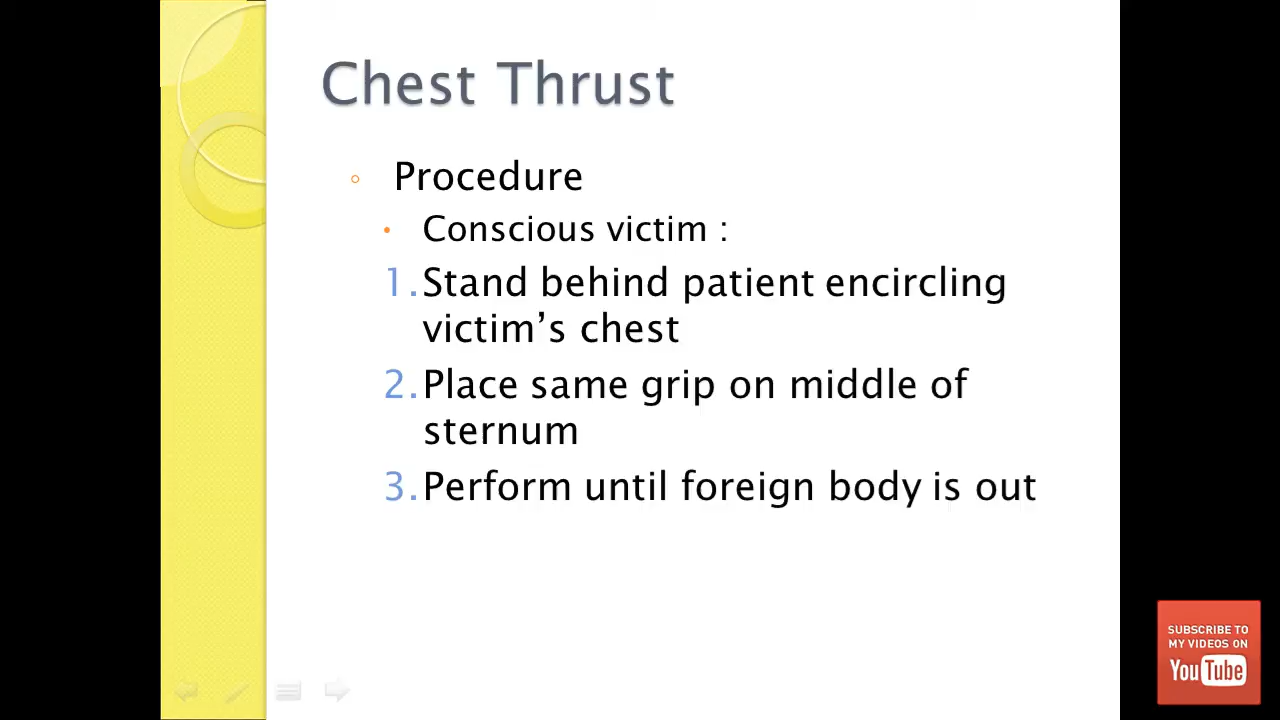 Chest Thrust
Procedure
Conscious victim :
1. Stand behind patient encircling
victim’s chest
2. Place same grip on middle of
sternum
3. Perform until foreign body is out
SUBSCRIBE TO
MY VIDEOS ON
YouTube